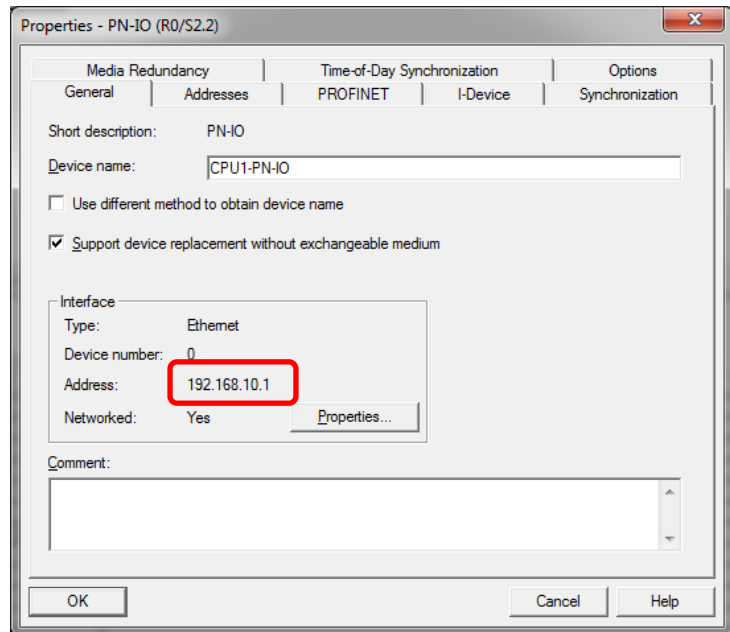 Properties - PN-IO (R0/S2.2)
Media Redundancy Time-of-Day Synchronization Options
General Addresses PROFINET I-Device Synchronization
Short description: PN-IO
Device name: CPU1-PN-IO
Use different method to obtain device name
Support device replacement without exchangeable medium
Interface
Type: Ethernet
Device number: 0
Address: 192.168.10.1
Networked: Yes Properties...
Comment:
OK Cancel Help